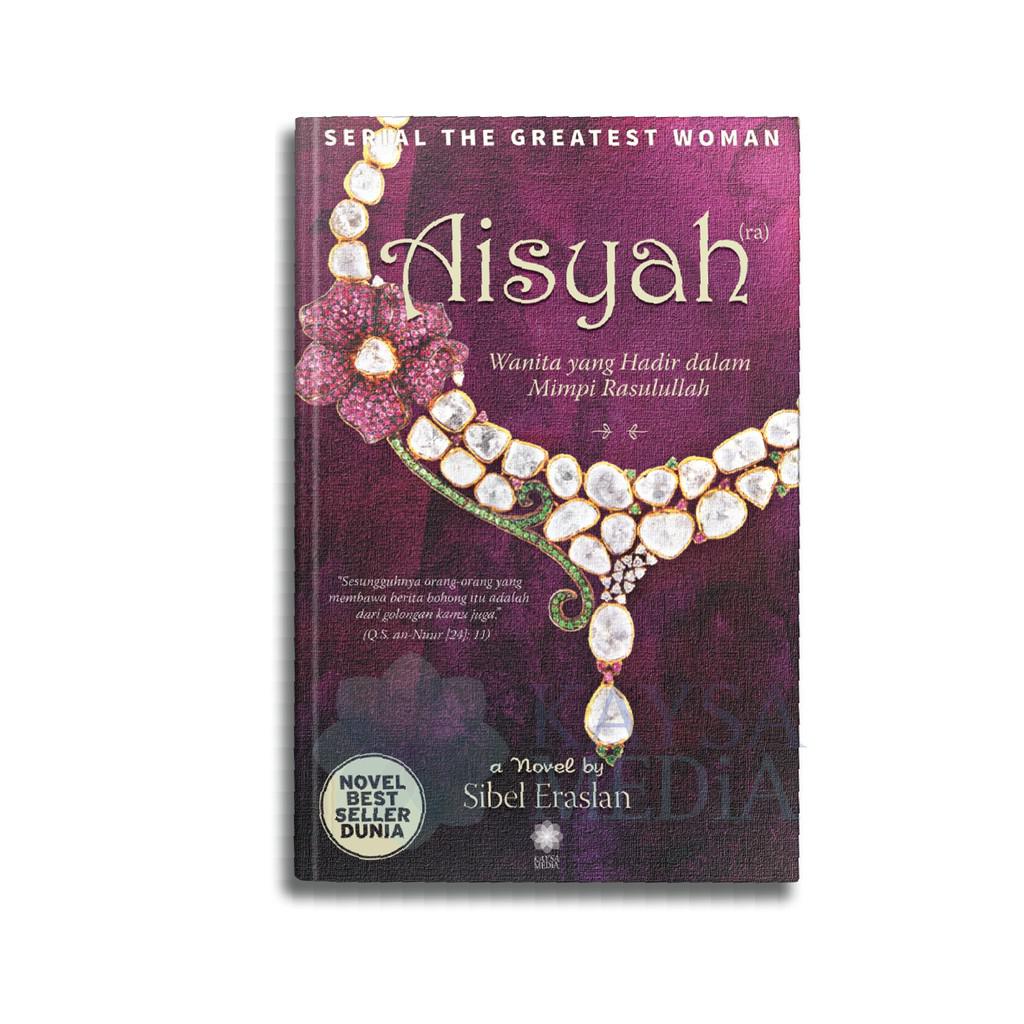 SERIAL THE GREATEST WOMAN
Aisyah (ra)
Wanita yang Hadir dalam
Mimpi Rasulullah
"Sesungguhnya orang-orang yang
membawa berita bohong itu adalah
dari golongan kamu juga."
(Q.S. an-Nuur [24]: 11)
KAYSA
MEDiA
a Novel by
Sibel Eraslan
NOVEL
BEST
SELLER
DUNIA
KAYSA
MEDIA